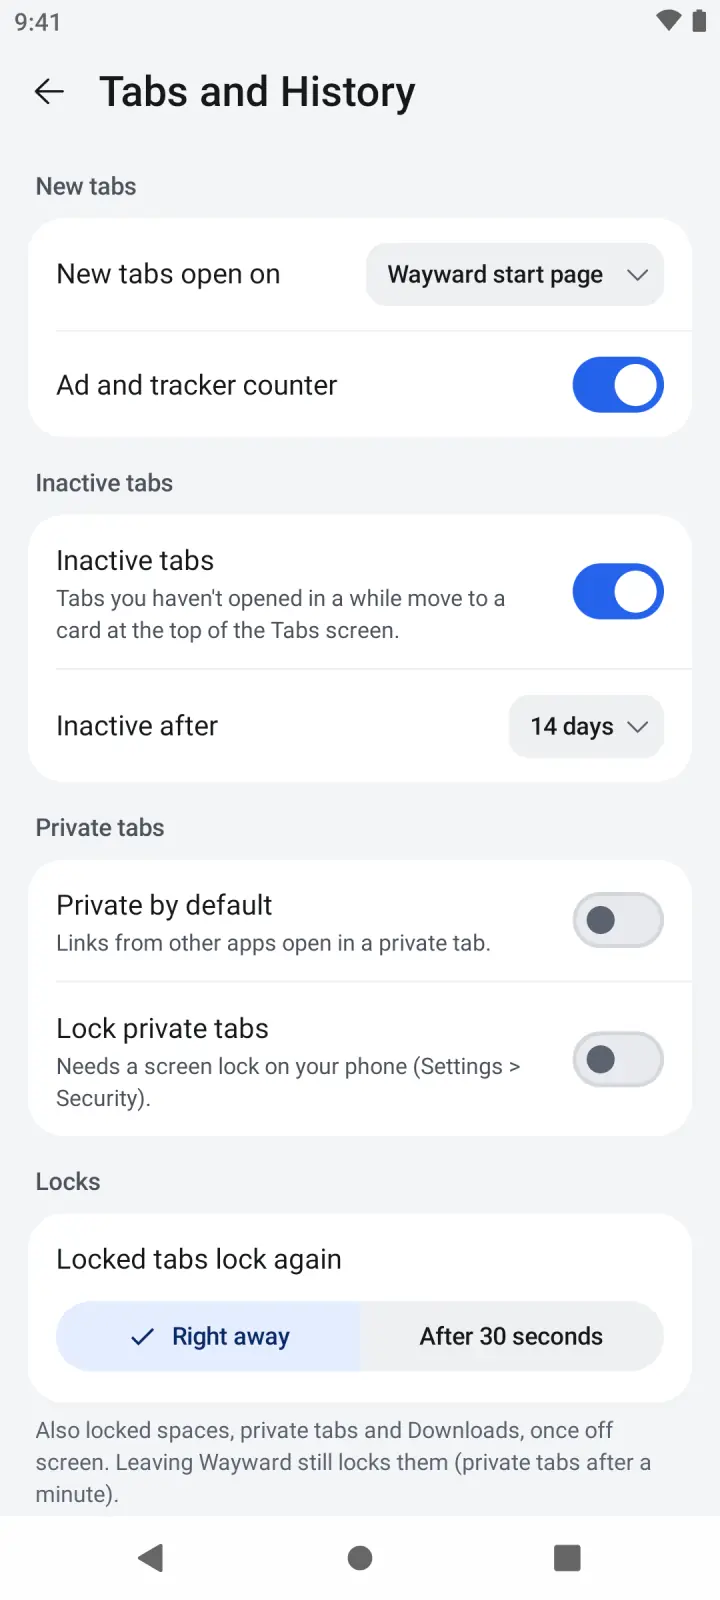 9:41
Tabs and History
New tabs
New tabs open on
Wayward start page
Ad and tracker counter
Inactive tabs
Inactive tabs
Tabs you haven't opened in a while move to a
card at the top of the Tabs screen.
Inactive after
14 days
Private tabs
Private by default
Links from other apps open in a private tab.
Lock private tabs
Needs a screen lock on your phone (Settings >
Security).
Locks
Locked tabs lock again
Right away
After 30 seconds
Also locked spaces, private tabs and Downloads, once off
screen. Leaving Wayward still locks them (private tabs after a
minute).